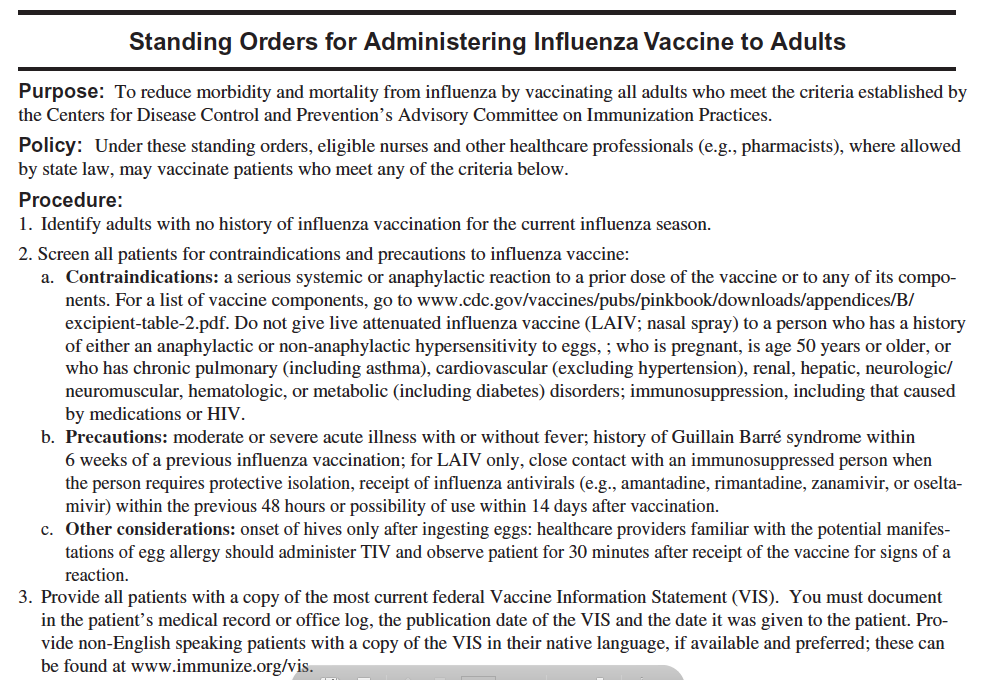 Standing Orders for Administering Influenza Vaccine to Adults
Purpose: To reduce morbidity and mortality from influenza by vaccinating all adults who meet the criteria established by
the Centers for Disease Control and Prevention's Advisory Committee on Immunization Practices.
Policy: Under these standing orders, eligible nurses and other healthcare professionals (e.g., pharmacists), where allowed
by state law, may vaccinate patients who meet any of the criteria below.
Procedure:
1. Identify adults with no history of influenza vaccination for the current influenza season.
2. Screen all patients for contraindications and precautions to influenza vaccine:
a. Contraindications: a serious systemic or anaphylactic reaction to a prior dose of the vaccine or to any of its compo-
nents. For a list of vaccine components, go to www.cdc.gov/vaccines/pubs/pinkbook/downloads/appendices/B/
excipient-table-2.pdf. Do not give live attenuated influenza vaccine (LAIV; nasal spray) to a person who has a history
of either an anaphylactic or non-anaphylactic hypersensitivity to eggs, ; who is pregnant, is age 50 years or older, or
who has chronic pulmonary (including asthma), cardiovascular (excluding hypertension), renal, hepatic, neurologic/
neuromuscular, hematologic, or metabolic (including diabetes) disorders; immunosuppression, including that caused
by medications or HIV.
b. Precautions: moderate or severe acute illness with or without fever; history of Guillain Barré syndrome within
6 weeks of a previous influenza vaccination; for LAIV only, close contact with an immunosuppressed person when
the person requires protective isolation, receipt of influenza antivirals (e.g., amantadine, rimantadine, zanamivir, or oselta-
mivir) within the previous 48 hours or possibility of use within 14 days after vaccination.
c. Other considerations: onset of hives only after ingesting eggs: healthcare providers familiar with the potential manifes-
tations of egg allergy should administer TIV and observe patient for 30 minutes after receipt of the vaccine for signs of a
reaction.
3. Provide all patients with a copy of the most current federal Vaccine Information Statement (VIS). You must document
in the patient's medical record or office log, the publication date of the VIS and the date it was given to the patient. Pro-
vide non-English speaking patients with a copy of the VIS in their native language, if available and preferred; these can
be found at www.immunize.org/vis.